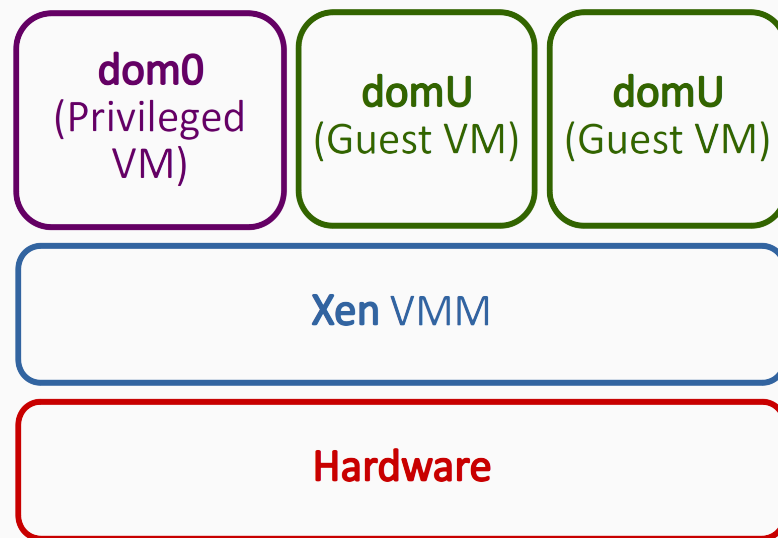 dom0
(Privileged
VM)
domU
(Guest VM)
domU
(Guest VM)
Xen VMM
Hardware